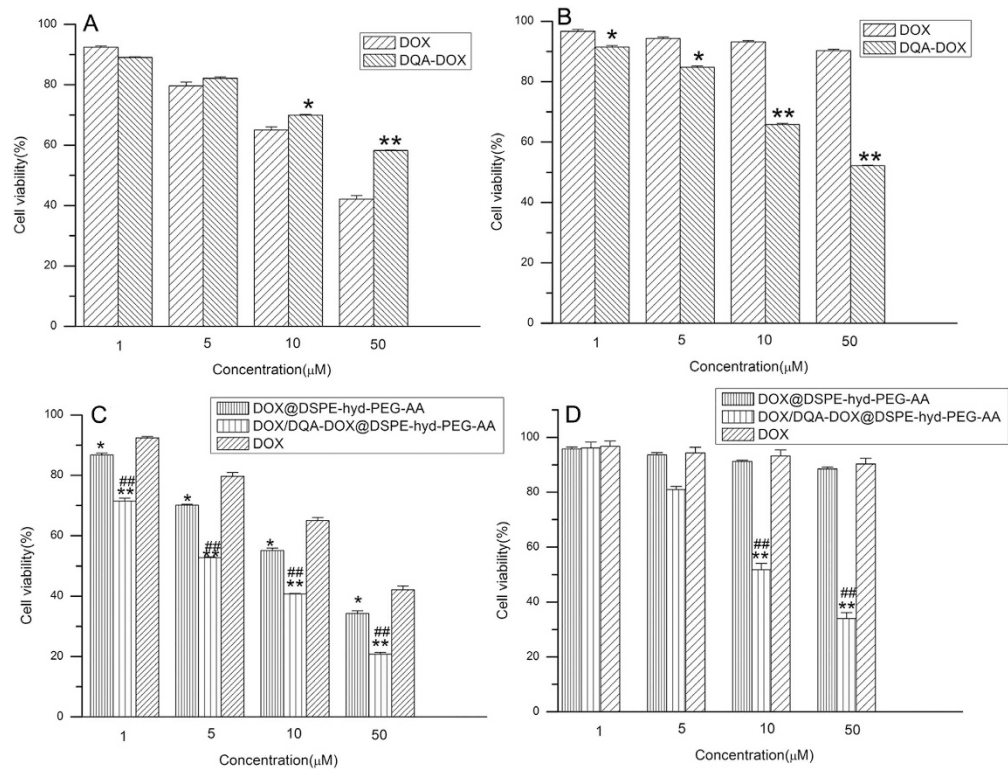 A
DOX
DQA-DOX
*
**
Cell viability(%)
100
80
60
40
20
0
1 5 10 50
Concentration(μM)
B
DOX
DQA-DOX
*
*
**
**
Cell viability(%)
100
80
60
40
20
0
1 5 10 50
Concentration(μM)
C
DOX@DSPE-hyd-PEG-AA
DOX/DQA-DOX@DSPE-hyd-PEG-AA
DOX
*
##
**
*
##
**
*
##
**
*
##
**
Cell viability(%)
100
80
60
40
20
0
1 5 10 50
Concentration(μM)
D
DOX@DSPE-hyd-PEG-AA
DOX/DQA-DOX@DSPE-hyd-PEG-AA
DOX
##
**
##
**
Cell viability(%)
100
80
60
40
20
0
1 5 10 50
Concentration(μM)